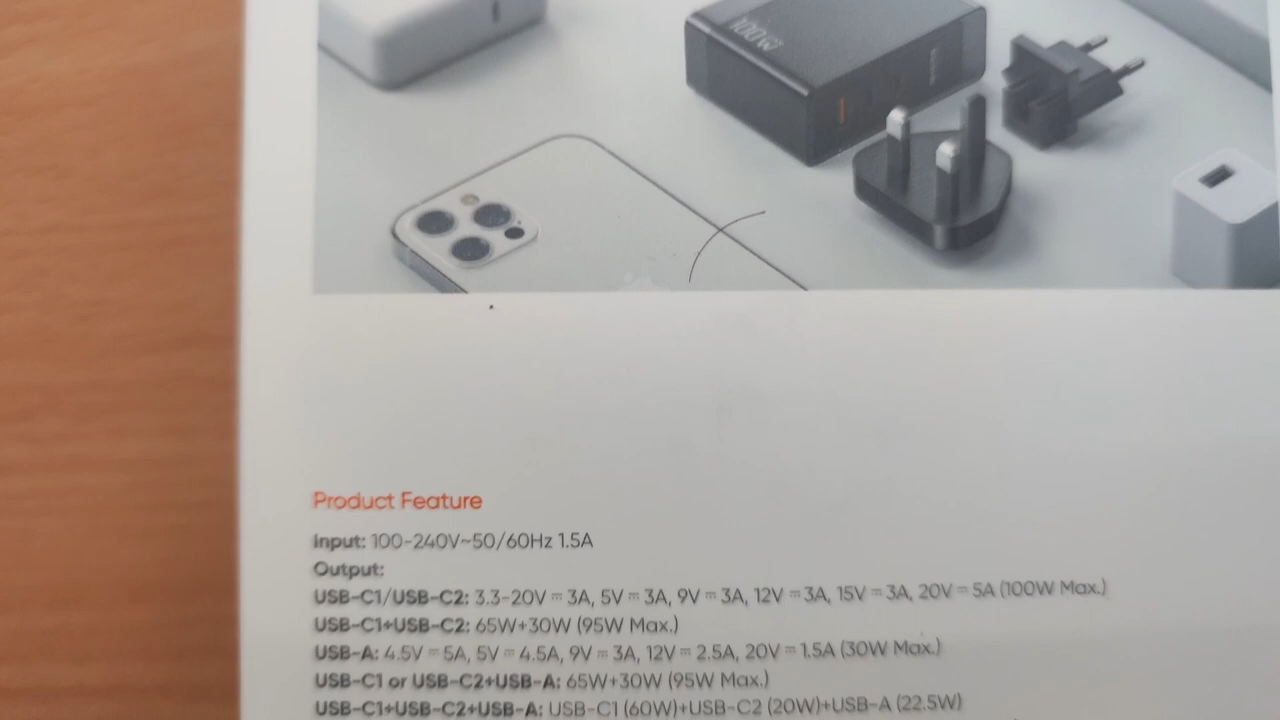 100W
Product Feature
Input: 100-240V~50/60Hz 1.5A
Output:
USB-C1/USB-C2: 3.3-20V⎓3A, 5V⎓3A, 9V⎓3A, 12V⎓3A, 15V⎓3A, 20V⎓5A (100W Max.)
USB-C1+USB-C2: 65W+30W (95W Max.)
USB-A: 4.5V⎓5A, 5V⎓4.5A, 9V⎓3A, 12V⎓2.5A, 20V⎓1.5A (30W Max.)
USB-C1 or USB-C2+USB-A: 65W+30W (95W Max.)
USB-C1+USB-C2+USB-A: USB-C1 (60W)+USB-C2 (20W)+USB-A (22.5W)